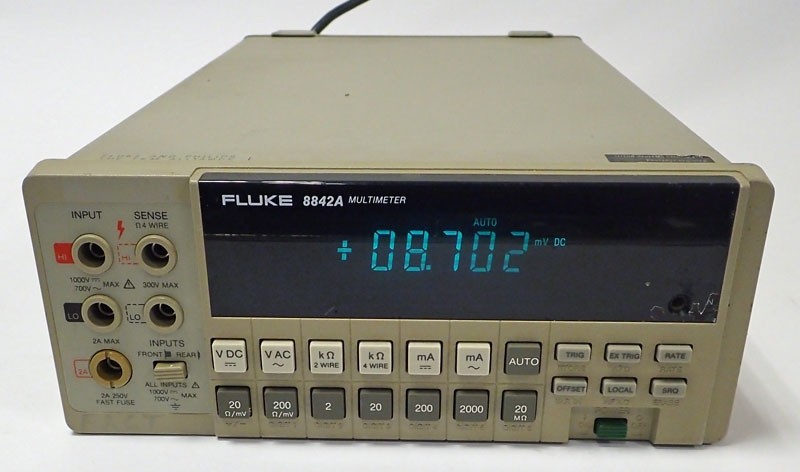 FLUKE 8842A MULTIMETER
AUTO
+ 08.702 mV DC
INPUT
SENSE
Ω 4 WIRE
HI
HI
1000V
700V ~ MAX
300V MAX
LO
LO
2A MAX
INPUTS
FRONT REAR
2A
2A 250V
FAST FUSE
ALL INPUTS
1000V
700V ~ MAX
V DC
V AC
~
kΩ
2 WIRE
kΩ
4 WIRE
mA
mA
~
AUTO
20
Ω/mV
200
Ω/mV
2
20
200
2000
20
MΩ
TRIG
EX TRIG
RATE
OFFSET
LOCAL
SRQ